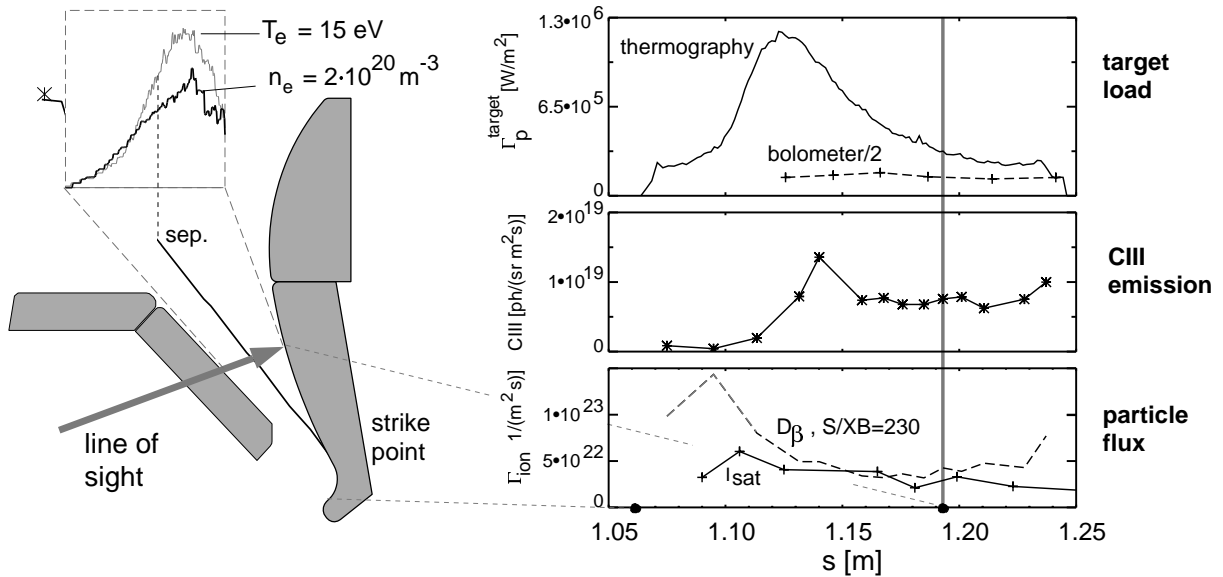 T_e = 15 eV
n_e = 2·10^20 m^-3
sep.
line of
sight
strike
point
1.3•10^6
6.5•10^5
0
Γ_p^target [W/m^2]
thermography
bolometer/2
target
load
2•10^19
1•10^19
0
CIII [ph/(sr m^2s)]
CIII
emission
1•10^23
5•10^22
0
Γ_ion 1/(m^2s)]
D_β , S/XB=230
I_sat
particle
flux
1.05
1.10
1.15
1.20
1.25
s [m]